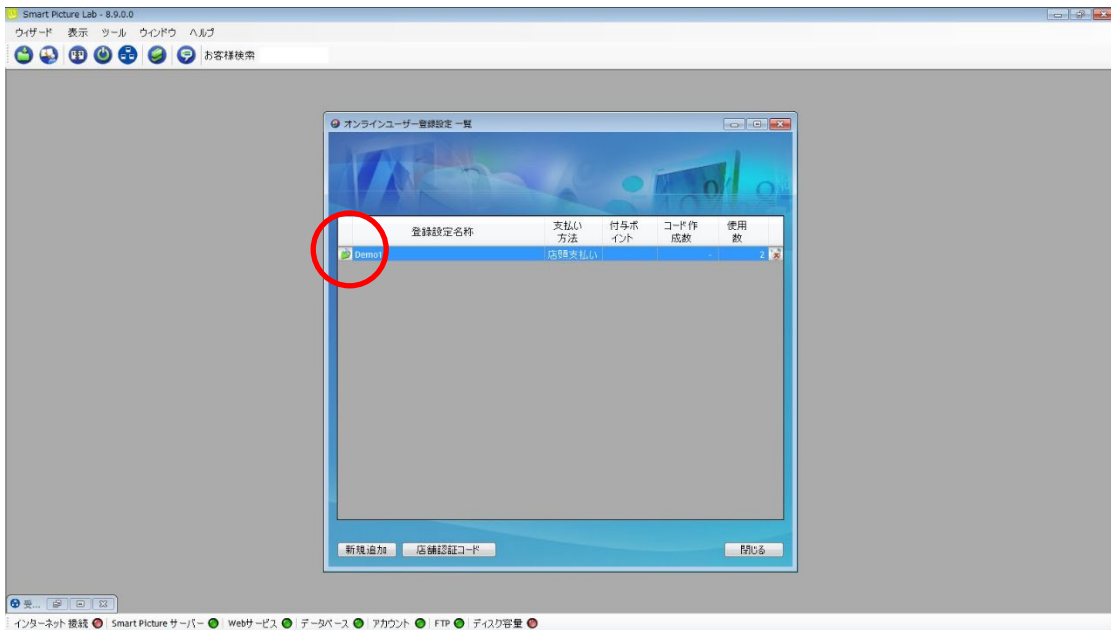 Smart Picture Lab - 8.9.0.0
ウィザード 表示 ツール ウィンドウ ヘルプ
お客様検索
オンラインユーザー登録設定 一覧
登録設定名称 支払い方法 付与ポイント コード作成数 使用数
Demo1 店頭支払い - 2
新規追加 店舗認証コード 閉じる
受...
インターネット 接続 Smart Picture サーバー Webサービス データベース アカウント FTP ディスク容量